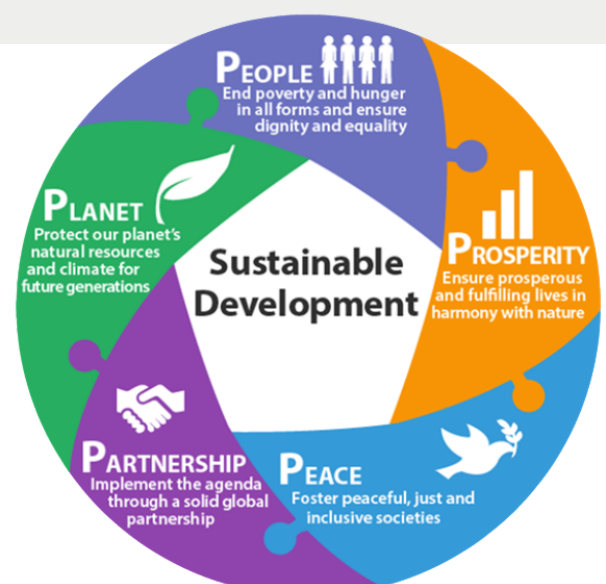 PEOPLE
End poverty and hunger
in all forms and ensure
dignity and equality
PROSPERITY
Ensure prosperous
and fulfilling lives in
harmony with nature
PEACE
Foster peaceful, just and
inclusive societies
PARTNERSHIP
Implement the agenda
through a solid global
partnership
PLANET
Protect our planet's
natural resources
and climate for
future generations
Sustainable
Development